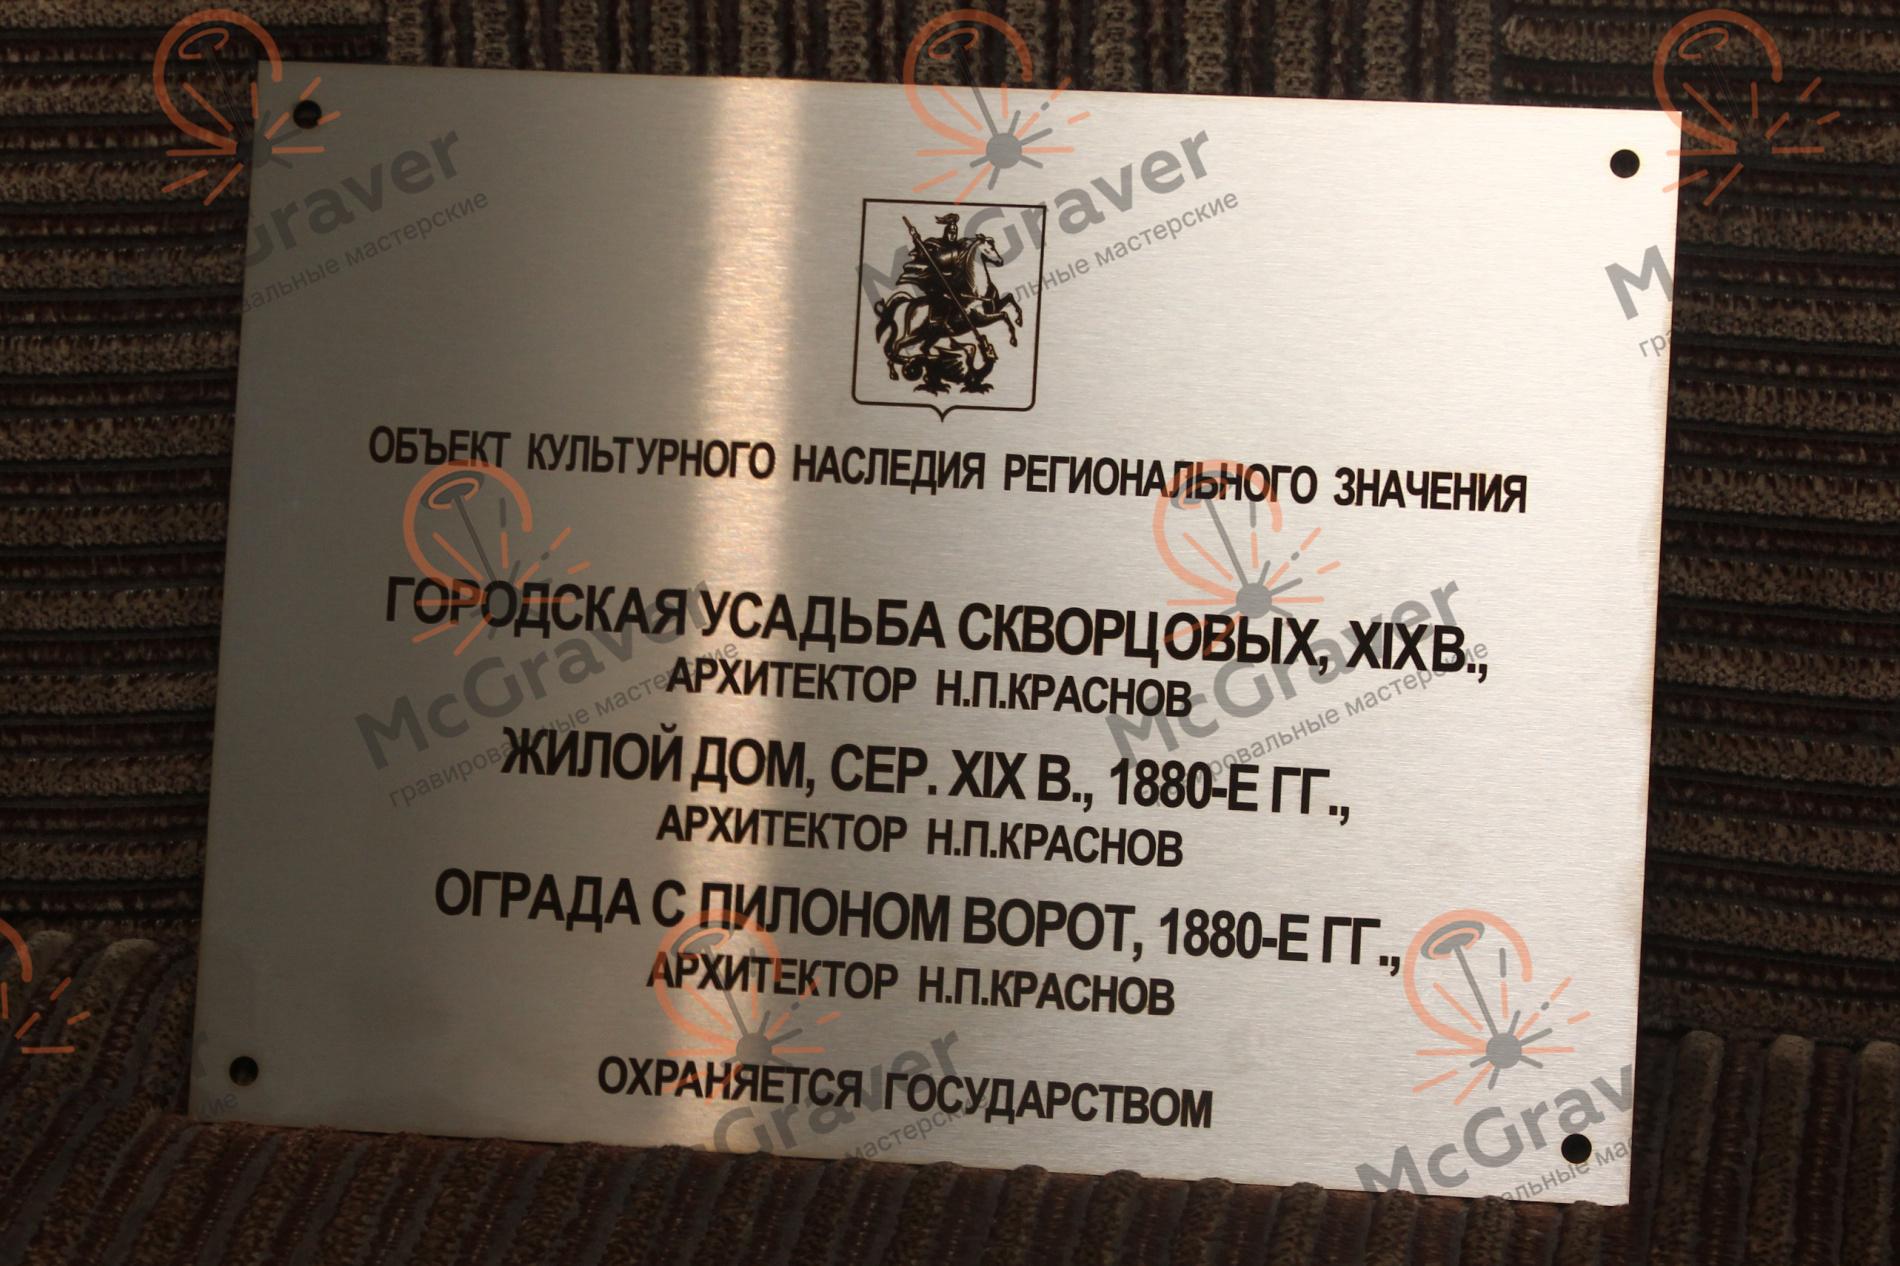 ОБЪЕКТ КУЛЬТУРНОГО НАСЛЕДИЯ РЕГИОНАЛЬНОГО ЗНАЧЕНИЯ
ГОРОДСКАЯ УСАДЬБА СКВОРЦОВЫХ, XIXВ.,
АРХИТЕКТОР Н.П.КРАСНОВ
ЖИЛОЙ ДОМ, СЕР. XIX В., 1880-Е ГГ.,
АРХИТЕКТОР Н.П.КРАСНОВ
ОГРАДА С ПИЛОНОМ ВОРОТ, 1880-Е ГГ.,
АРХИТЕКТОР Н.П.КРАСНОВ
ОХРАНЯЕТСЯ ГОСУДАРСТВОМ
McGraver
гравировальные мастерские